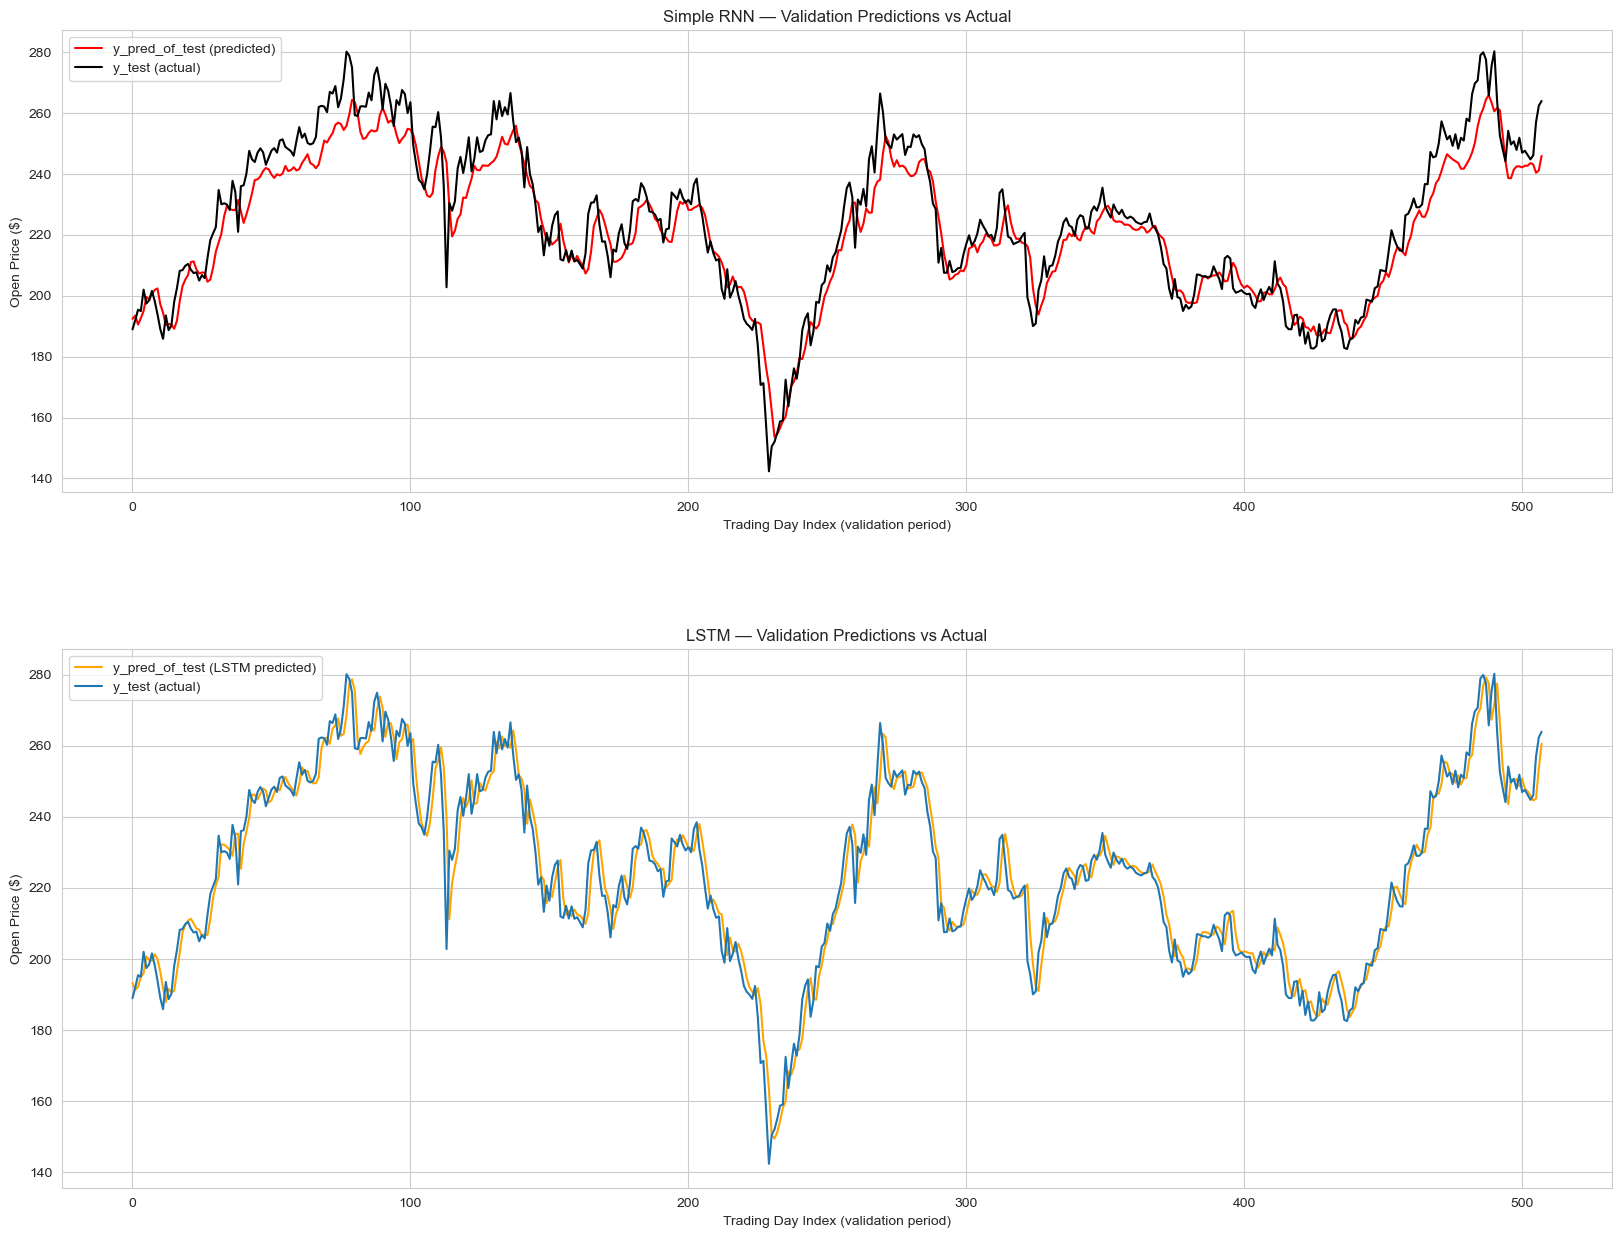 Simple RNN — Validation Predictions vs Actual
y_pred_of_test (predicted)
y_test (actual)
Open Price ($)
280
260
240
220
200
180
160
140
0 100 200 300 400 500
Trading Day Index (validation period)
LSTM — Validation Predictions vs Actual
y_pred_of_test (LSTM predicted)
y_test (actual)
Open Price ($)
280
260
240
220
200
180
160
140
0 100 200 300 400 500
Trading Day Index (validation period)